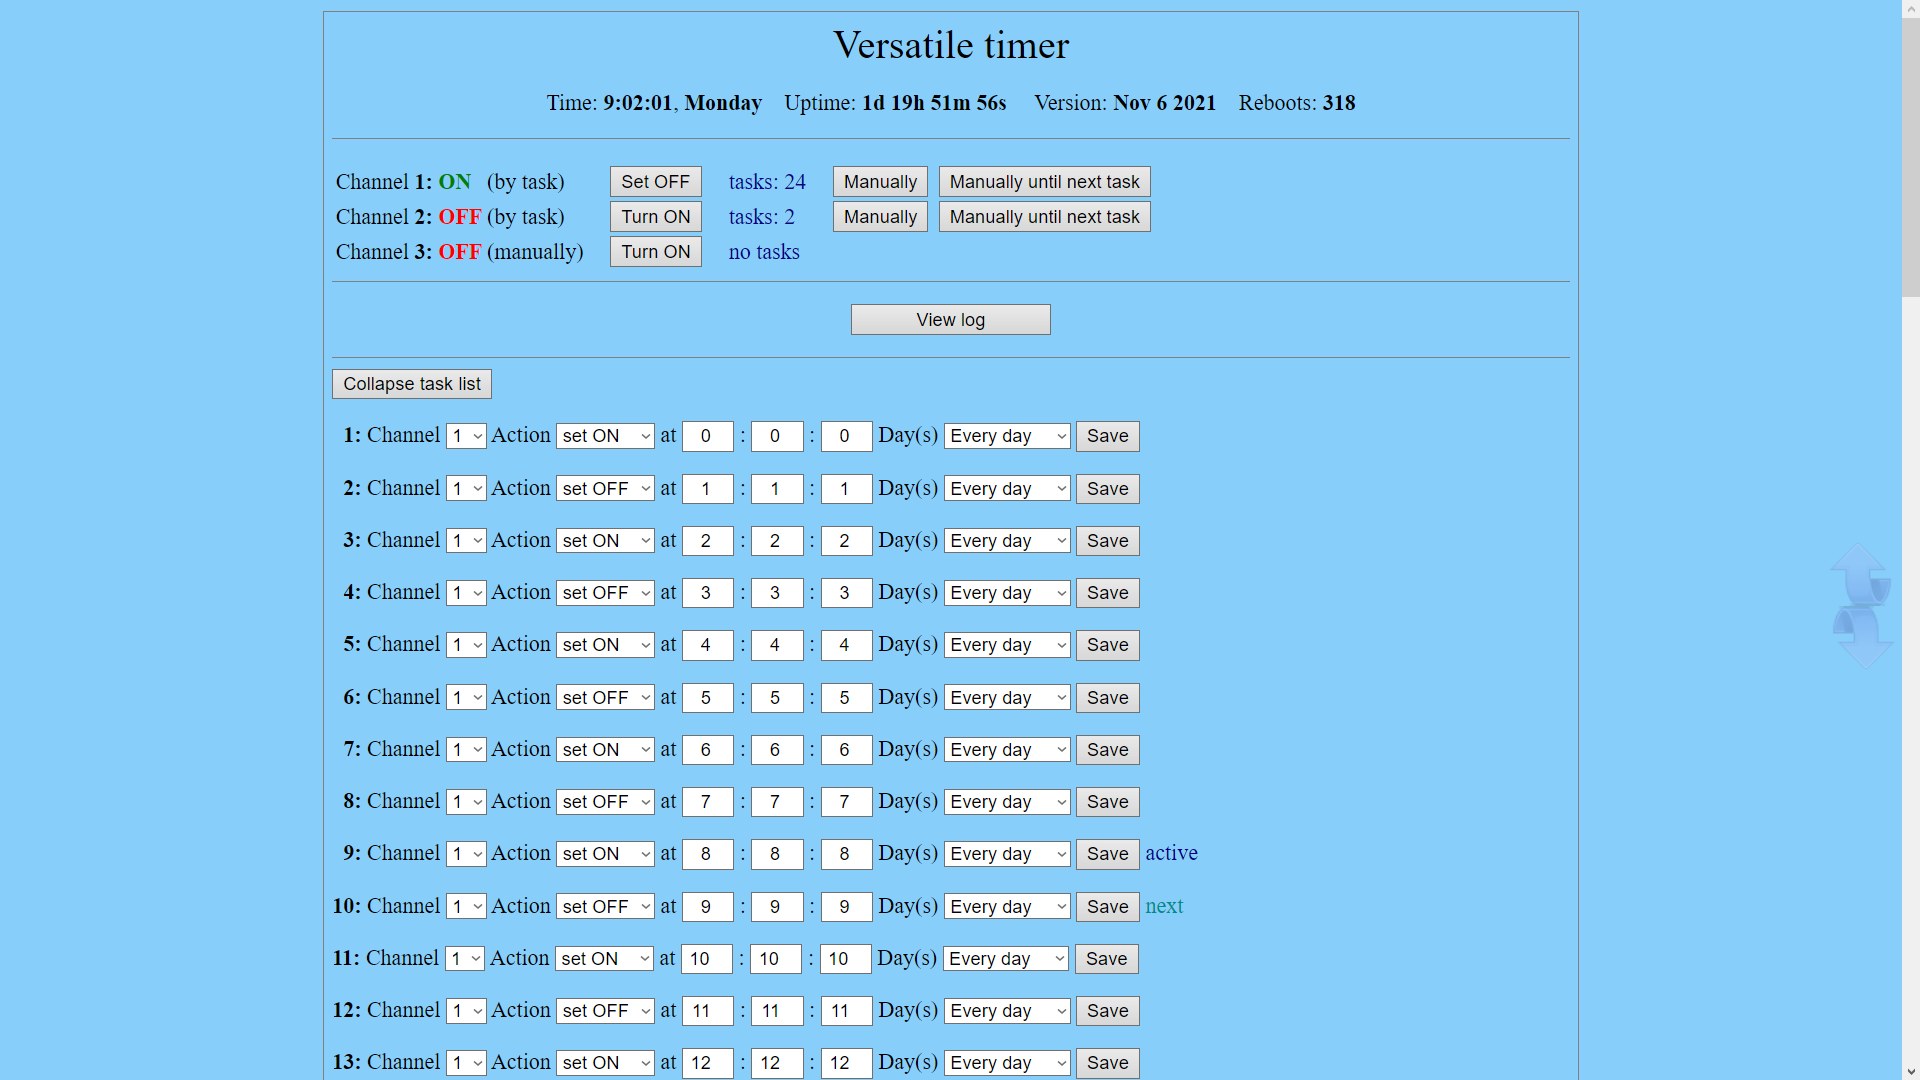 Versatile timer
Time: 9:02:01, Monday Uptime: 1d 19h 51m 56s Version: Nov 6 2021 Reboots: 318
Channel 1: ON (by task) Set OFF tasks: 24 Manually Manually until next task
Channel 2: OFF (by task) Turn ON tasks: 2 Manually Manually until next task
Channel 3: OFF (manually) Turn ON no tasks
View log
Collapse task list
1: Channel 1 Action set ON at 0 : 0 : 0 Day(s) Every day Save
2: Channel 1 Action set OFF at 1 : 1 : 1 Day(s) Every day Save
3: Channel 1 Action set ON at 2 : 2 : 2 Day(s) Every day Save
4: Channel 1 Action set OFF at 3 : 3 : 3 Day(s) Every day Save
5: Channel 1 Action set ON at 4 : 4 : 4 Day(s) Every day Save
6: Channel 1 Action set OFF at 5 : 5 : 5 Day(s) Every day Save
7: Channel 1 Action set ON at 6 : 6 : 6 Day(s) Every day Save
8: Channel 1 Action set OFF at 7 : 7 : 7 Day(s) Every day Save
9: Channel 1 Action set ON at 8 : 8 : 8 Day(s) Every day Save active
10: Channel 1 Action set OFF at 9 : 9 : 9 Day(s) Every day Save next
11: Channel 1 Action set ON at 10 : 10 : 10 Day(s) Every day Save
12: Channel 1 Action set OFF at 11 : 11 : 11 Day(s) Every day Save
13: Channel 1 Action set ON at 12 : 12 : 12 Day(s) Every day Save